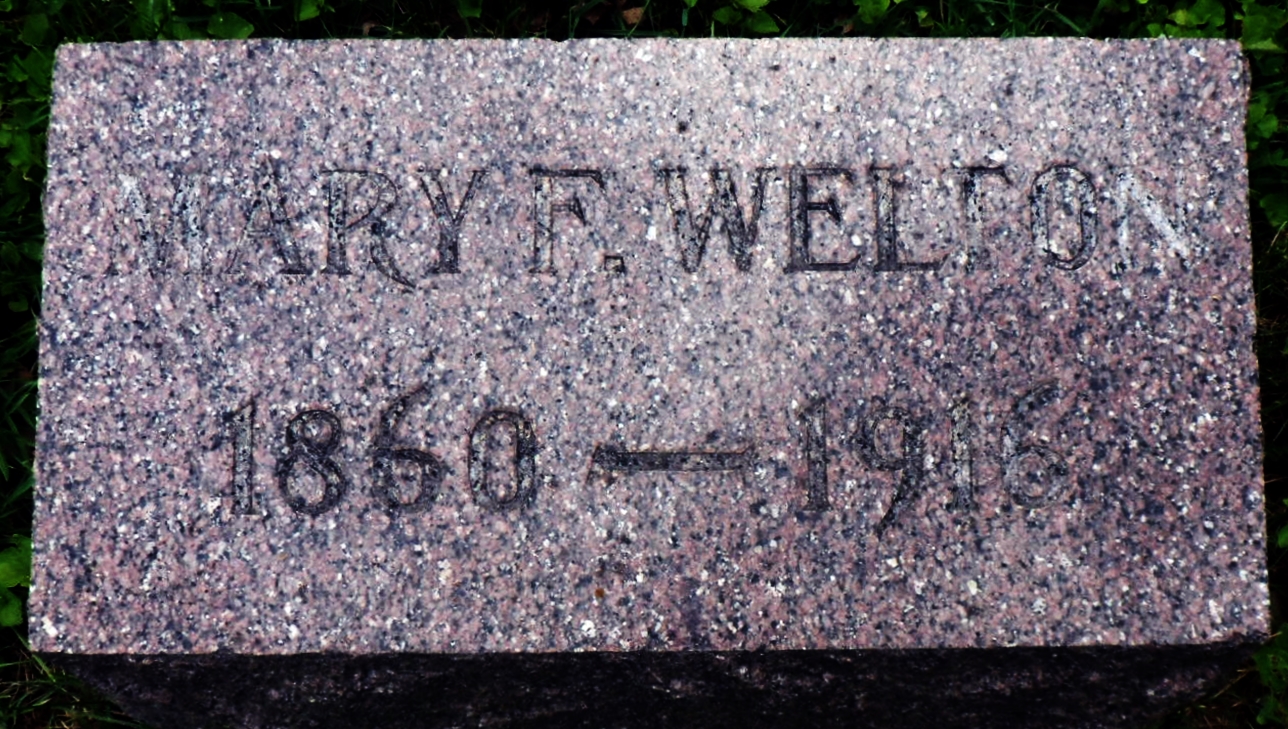 MARY F. WELTON
1860 — 1916